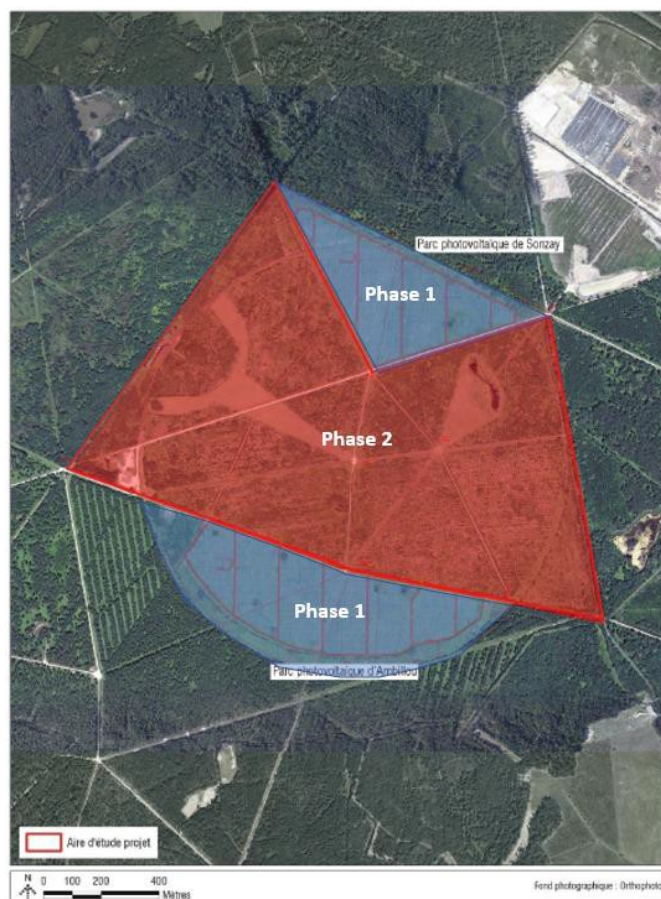 Parc photovoltaïque de Sonzay
Phase 1
Phase 2
Phase 1
Parc photovoltaïque d'Ambillou
Aire d'étude projet
N
0 100 200 400
Mètres
Fond photographique : Orthophoto